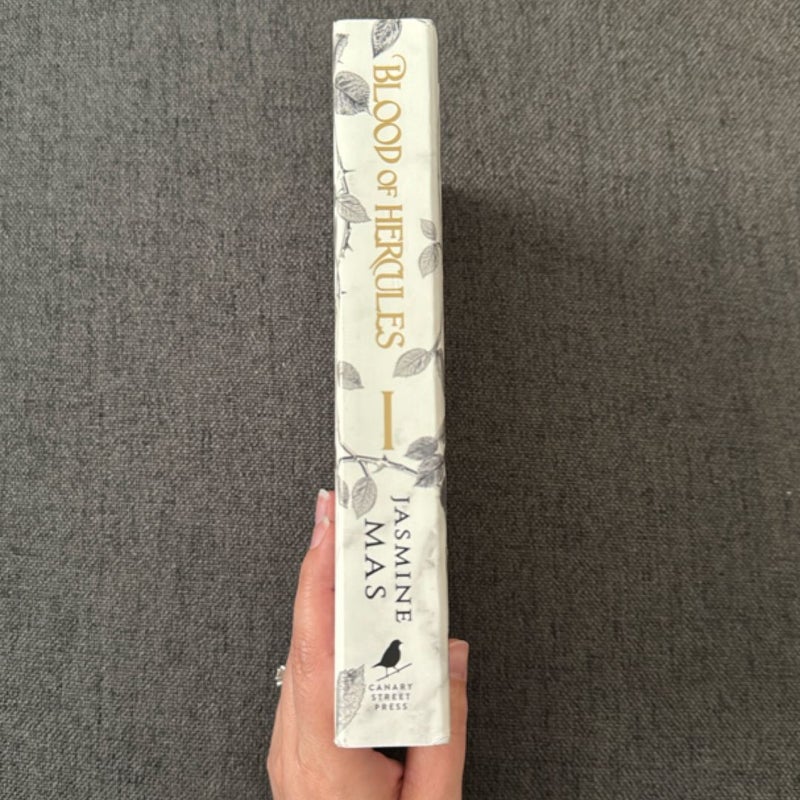 BLOOD OF HERCULES
I
JASMINE
MAS
CANARY
STREET
PRESS